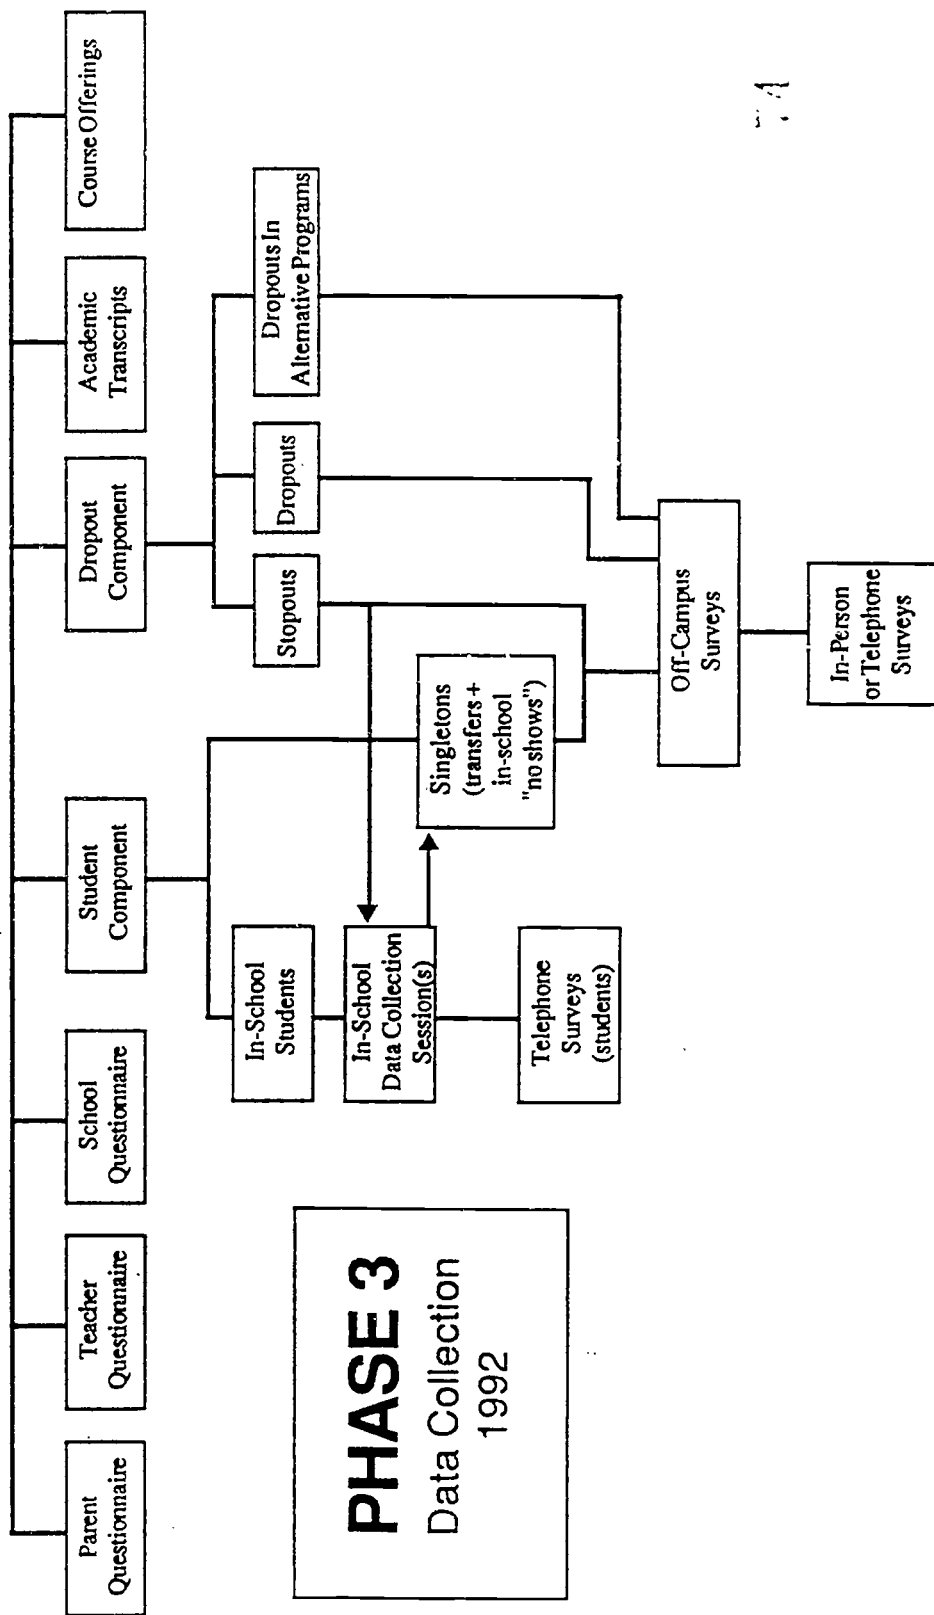 Parent
Questionnaire
Teacher
Questionnaire
School
Questionnaire
Student
Component
Dropout
Component
Academic
Transcripts
Course Offerings
In-School
Students
Stopouts
Dropouts
Dropouts In
Alternative Programs
In-School
Data Collection
Session(s)
Singletons
(transfers +
in-school
"no shows")
Telephone
Surveys
(students)
Off-Campus
Surveys
In-Person
or Telephone
Surveys
PHASE 3
Data Collection
1992